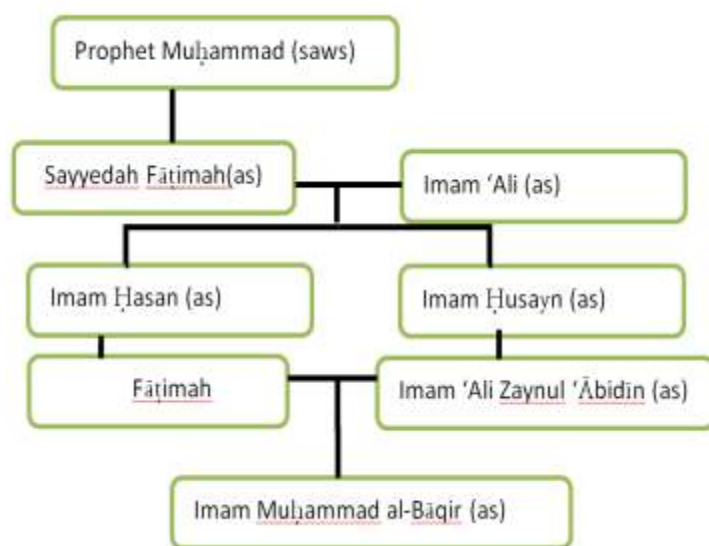 Prophet Muḥammad (saws)
Sayyedah Fāṭimah(as)
Imam ‘Ali (as)
Imam Ḥasan (as)
Imam Ḥusayn (as)
Fāṭimah
Imam ‘Ali Zaynul ‘Ābidīn (as)
Imam Muḥammad al-Bāqir (as)